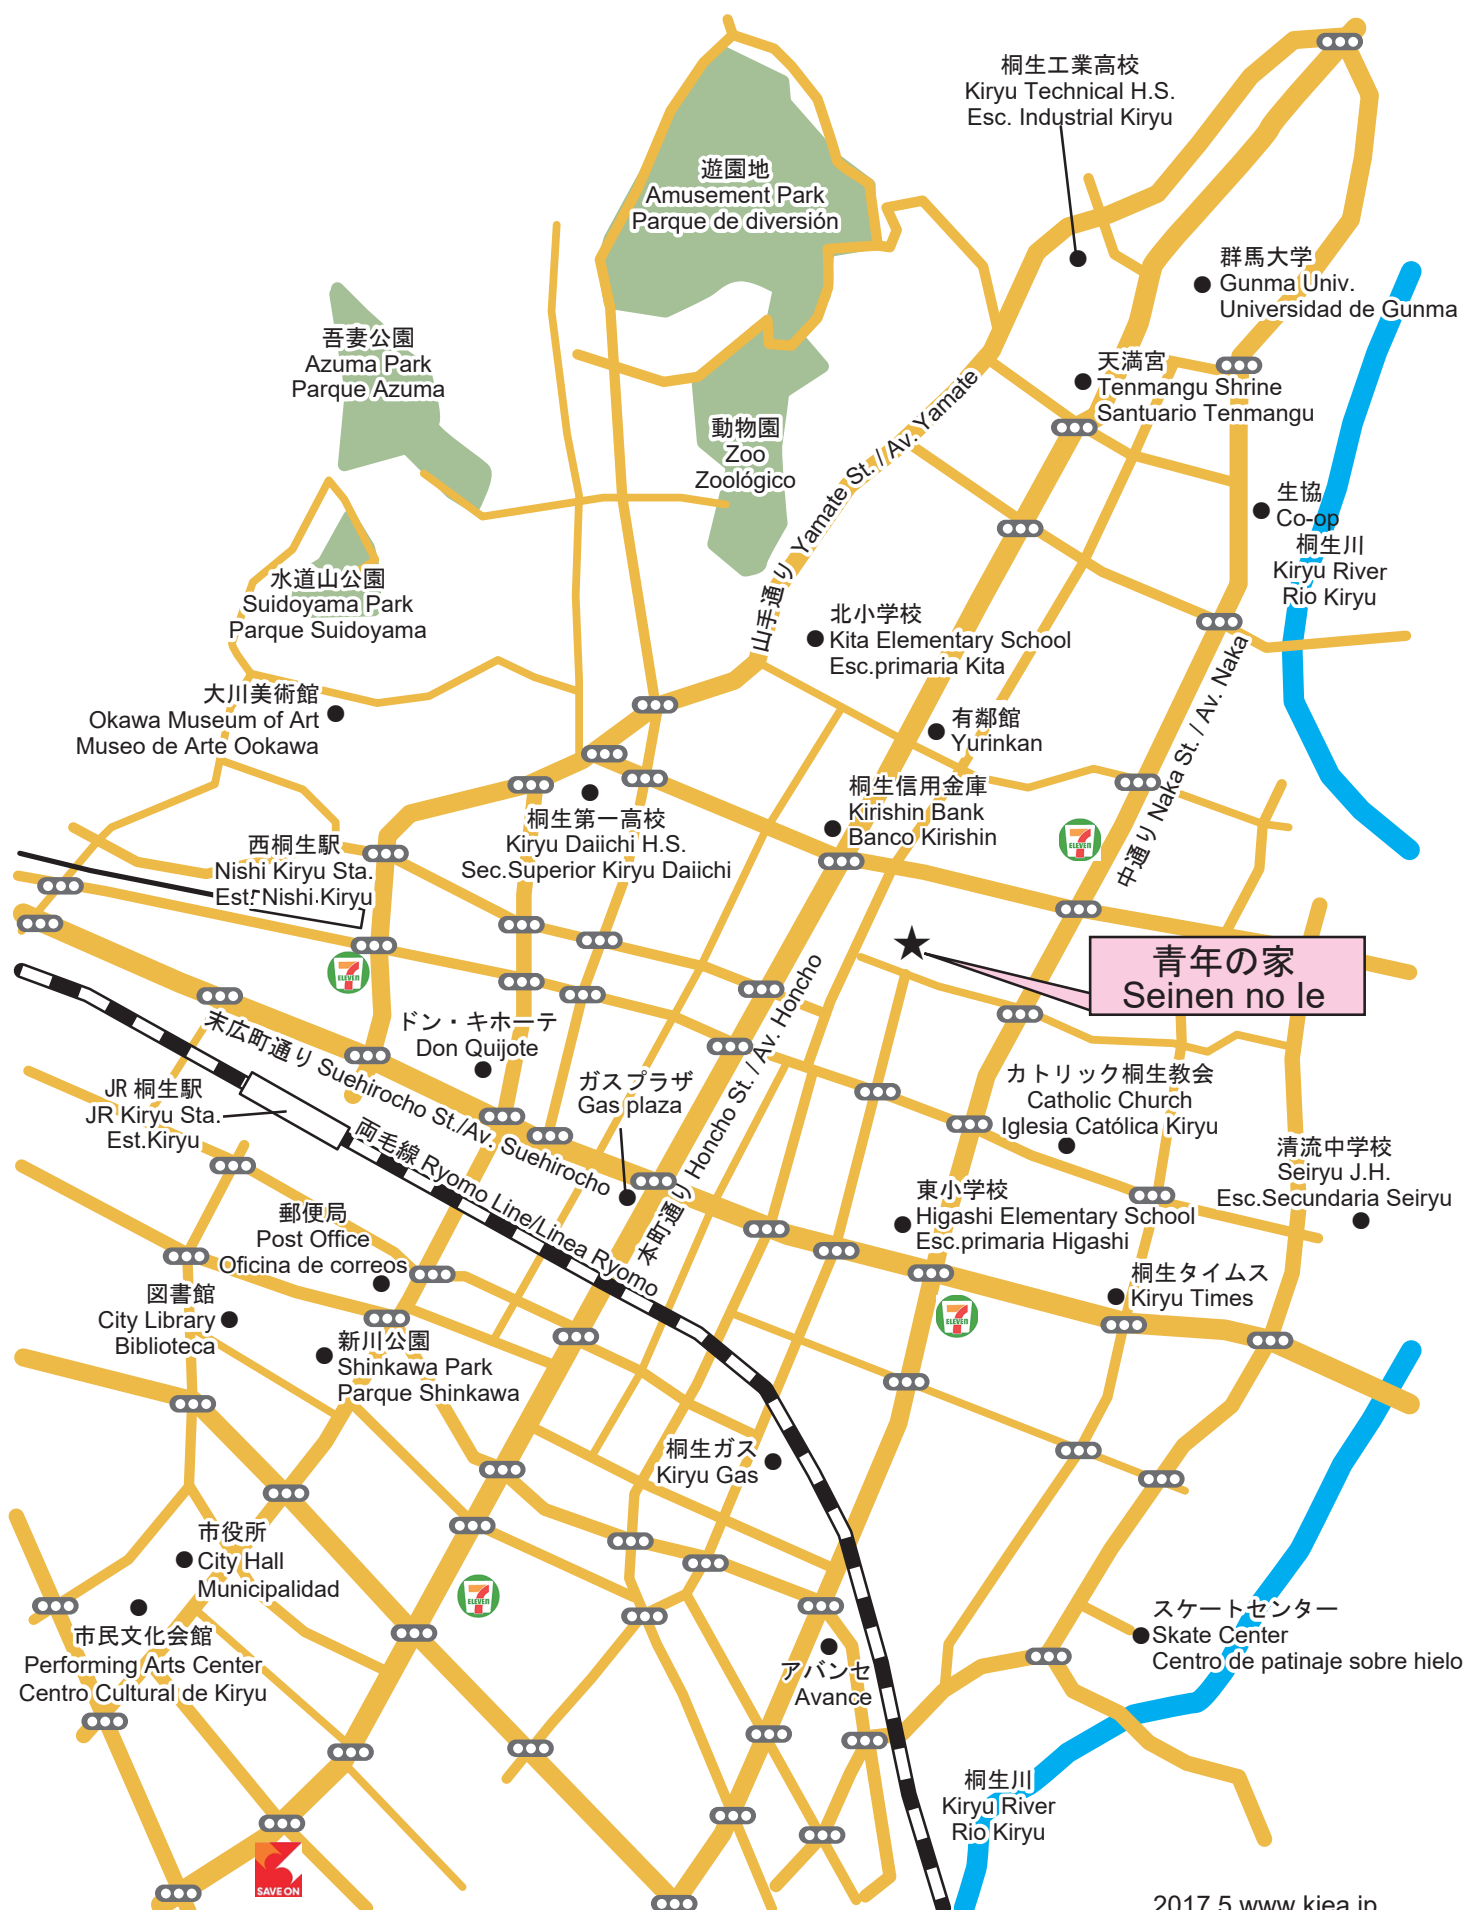 桐生工業高校
Kiryu Technical H.S.
Esc. Industrial Kiryu
遊園地
Amusement Park
Parque de diversión
群馬大学
Gunma Univ.
Universidad de Gunma
吾妻公園
Azuma Park
Parque Azuma
天満宮
Tenmangu Shrine
Santuario Tenmangu
動物園
Zoo
Zoológico
山手通り Yamate St. / Av. Yamate
生協
Co-op
桐生川
Kiryu River
Rio Kiryu
水道山公園
Suidoyama Park
Parque Suidoyama
北小学校
Kita Elementary School
Esc.primaria Kita
大川美術館
Okawa Museum of Art
Museo de Arte Ookawa
有鄰館
Yurinkan
中通り Naka St. / Av. Naka
桐生信用金庫
Kirishin Bank
Banco Kirishin
桐生第一高校
Kiryu Daiichi H.S.
Sec.Superior Kiryu Daiichi
7 ELEVEN
西桐生駅
Nishi Kiryu Sta.
Est. Nishi Kiryu
7 ELEVEN
青年の家
Seinen no Ie
末広町通り Suehirocho St./Av. Suehirocho
ドン・キホーテ
Don Quijote
本町通り Honcho St. / Av. Honcho
ガスプラザ
Gas plaza
JR 桐生駅
JR Kiryu Sta.
Est.Kiryu
両毛線 Ryomo Line/Linea Ryomo
カトリック桐生教会
Catholic Church
Iglesia Católica Kiryu
清流中学校
Seiryu J.H.
Esc.Secundaria Seiryu
東小学校
Higashi Elementary School
Esc.primaria Higashi
郵便局
Post Office
Oficina de correos
図書館
City Library
Biblioteca
桐生タイムス
Kiryu Times
7 ELEVEN
新川公園
Shinkawa Park
Parque Shinkawa
桐生ガス
Kiryu Gas
市役所
City Hall
Municipalidad
7 ELEVEN
市民文化会館
Performing Arts Center
Centro Cultural de Kiryu
スケートセンター
Skate Center
Centro de patinaje sobre hielo
アバンセ
Avance
桐生川
Kiryu River
Rio Kiryu
SAVE ON
2017.5 www.kiea.jp